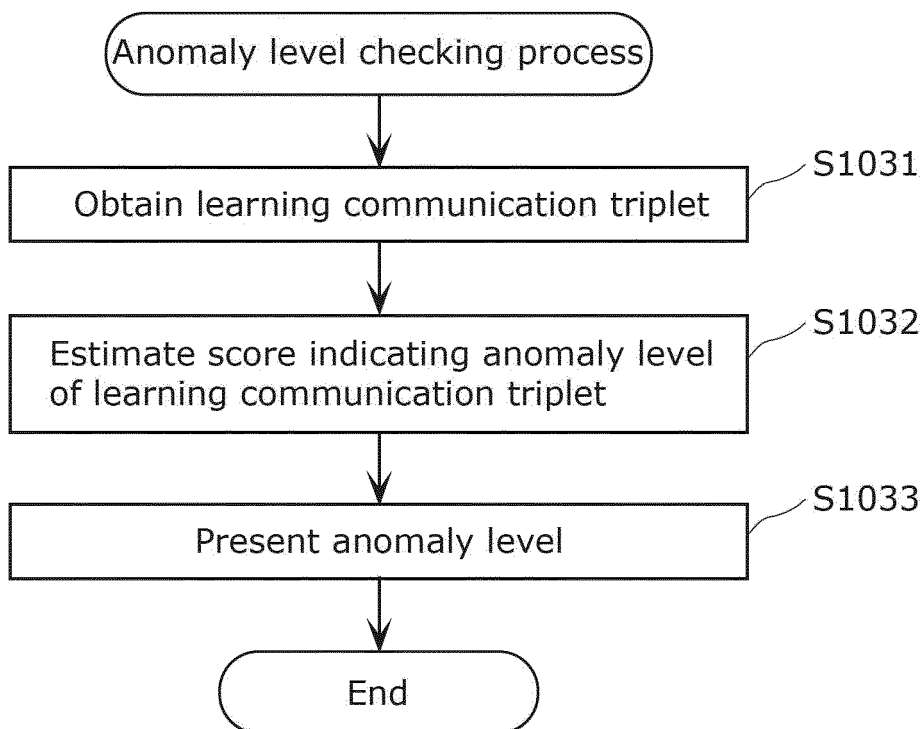 Anomaly level checking process
S1031
Obtain learning communication triplet
S1032
Estimate score indicating anomaly level
of learning communication triplet
S1033
Present anomaly level
End